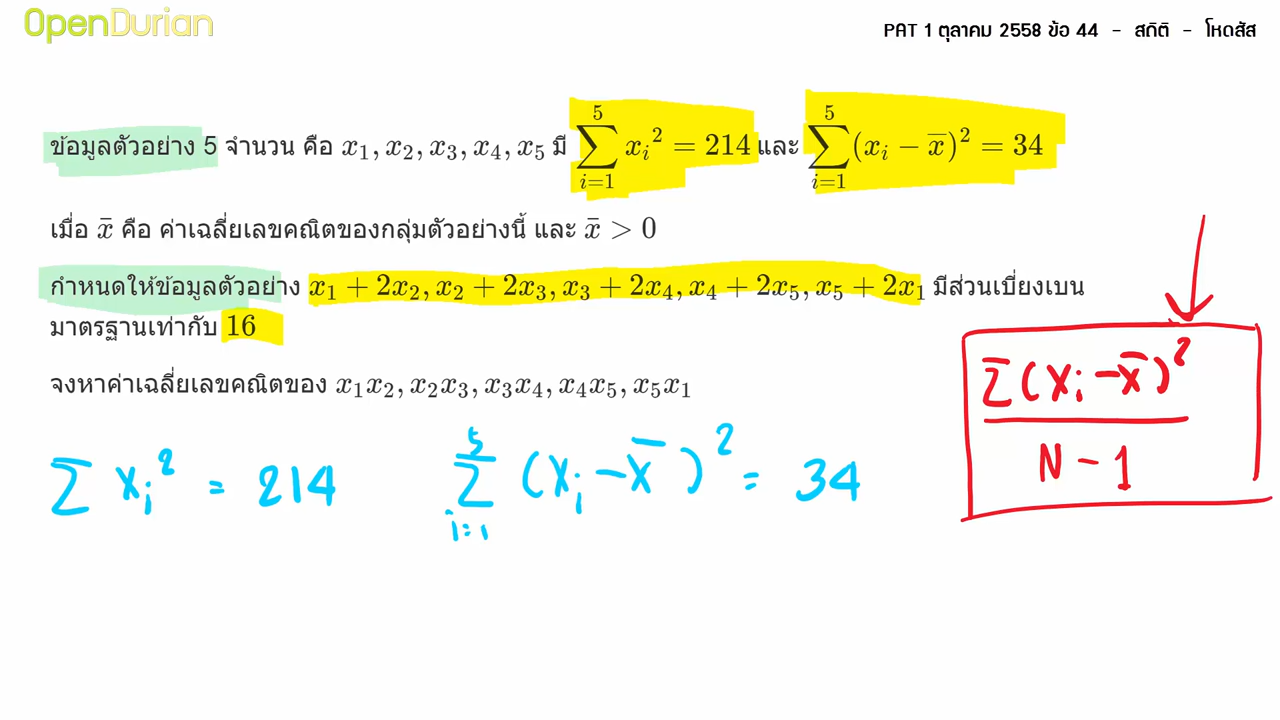 OpenDurian
PAT 1 ตุลาคม 2558 ข้อ 44 - สถิติ - โหดสัส
ข้อมูลตัวอย่าง 5 จำนวน คือ x₁, x₂, x₃, x₄, x₅ มี ∑_{i=1}^{5} xᵢ² = 214 และ ∑_{i=1}^{5} (xᵢ − x̄)² = 34
เมื่อ x̄ คือ ค่าเฉลี่ยเลขคณิตของกลุ่มตัวอย่างนี้ และ x̄ > 0
กำหนดให้ข้อมูลตัวอย่าง x₁ + 2x₂, x₂ + 2x₃, x₃ + 2x₄, x₄ + 2x₅, x₅ + 2x₁ มีส่วนเบี่ยงเบน
มาตรฐานเท่ากับ 16
จงหาค่าเฉลี่ยเลขคณิตของ x₁x₂, x₂x₃, x₃x₄, x₄x₅, x₅x₁
∑ xᵢ² = 214
∑_{i=1}^{5} (xᵢ − x̄)² = 34
∑(xᵢ − x̄)²
N − 1